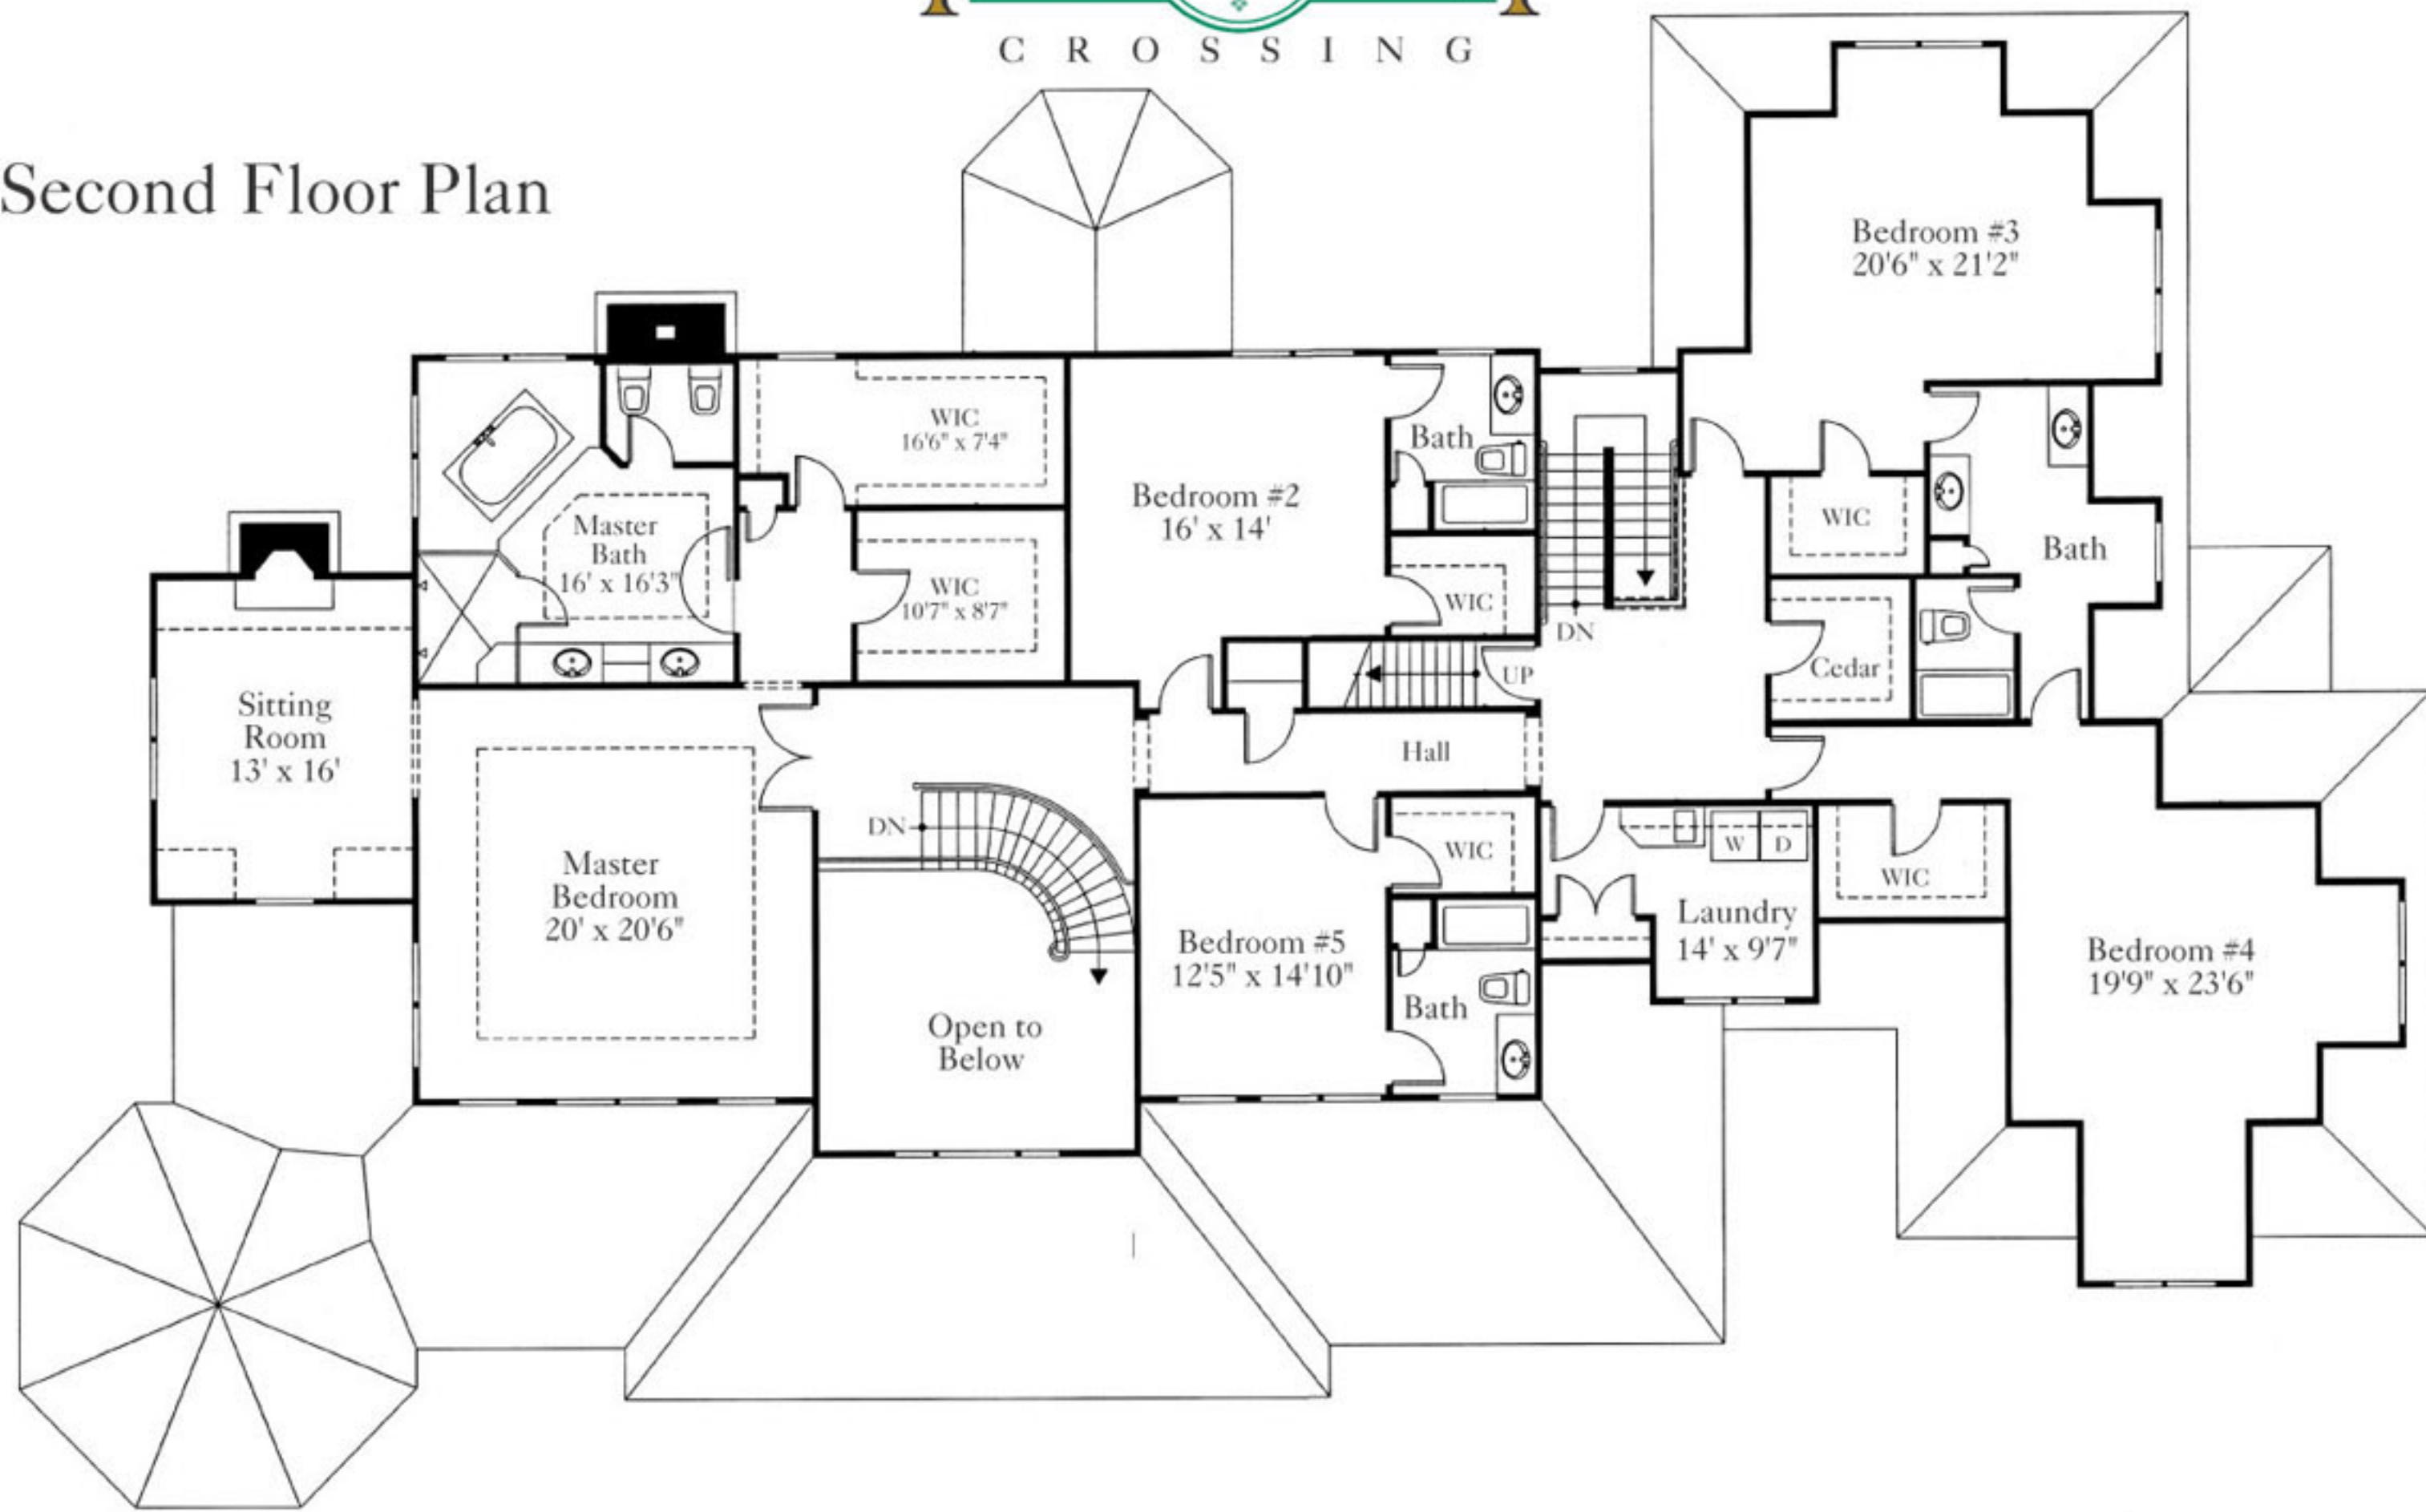 CROSSING
Second Floor Plan
Bedroom #3
20'6" x 21'2"
WIC
16'6" x 7'4"
Bath
Bedroom #2
16' x 14'
Master
Bath
16' x 16'3"
WIC
10'7" x 8'7"
WIC
WIC
Bath
DN
UP
Cedar
Sitting
Room
13' x 16'
Hall
DN
Master
Bedroom
20' x 20'6"
WIC
W
D
WIC
Laundry
14' x 9'7"
Bedroom #5
12'5" x 14'10"
Bedroom #4
19'9" x 23'6"
Bath
Open to
Below